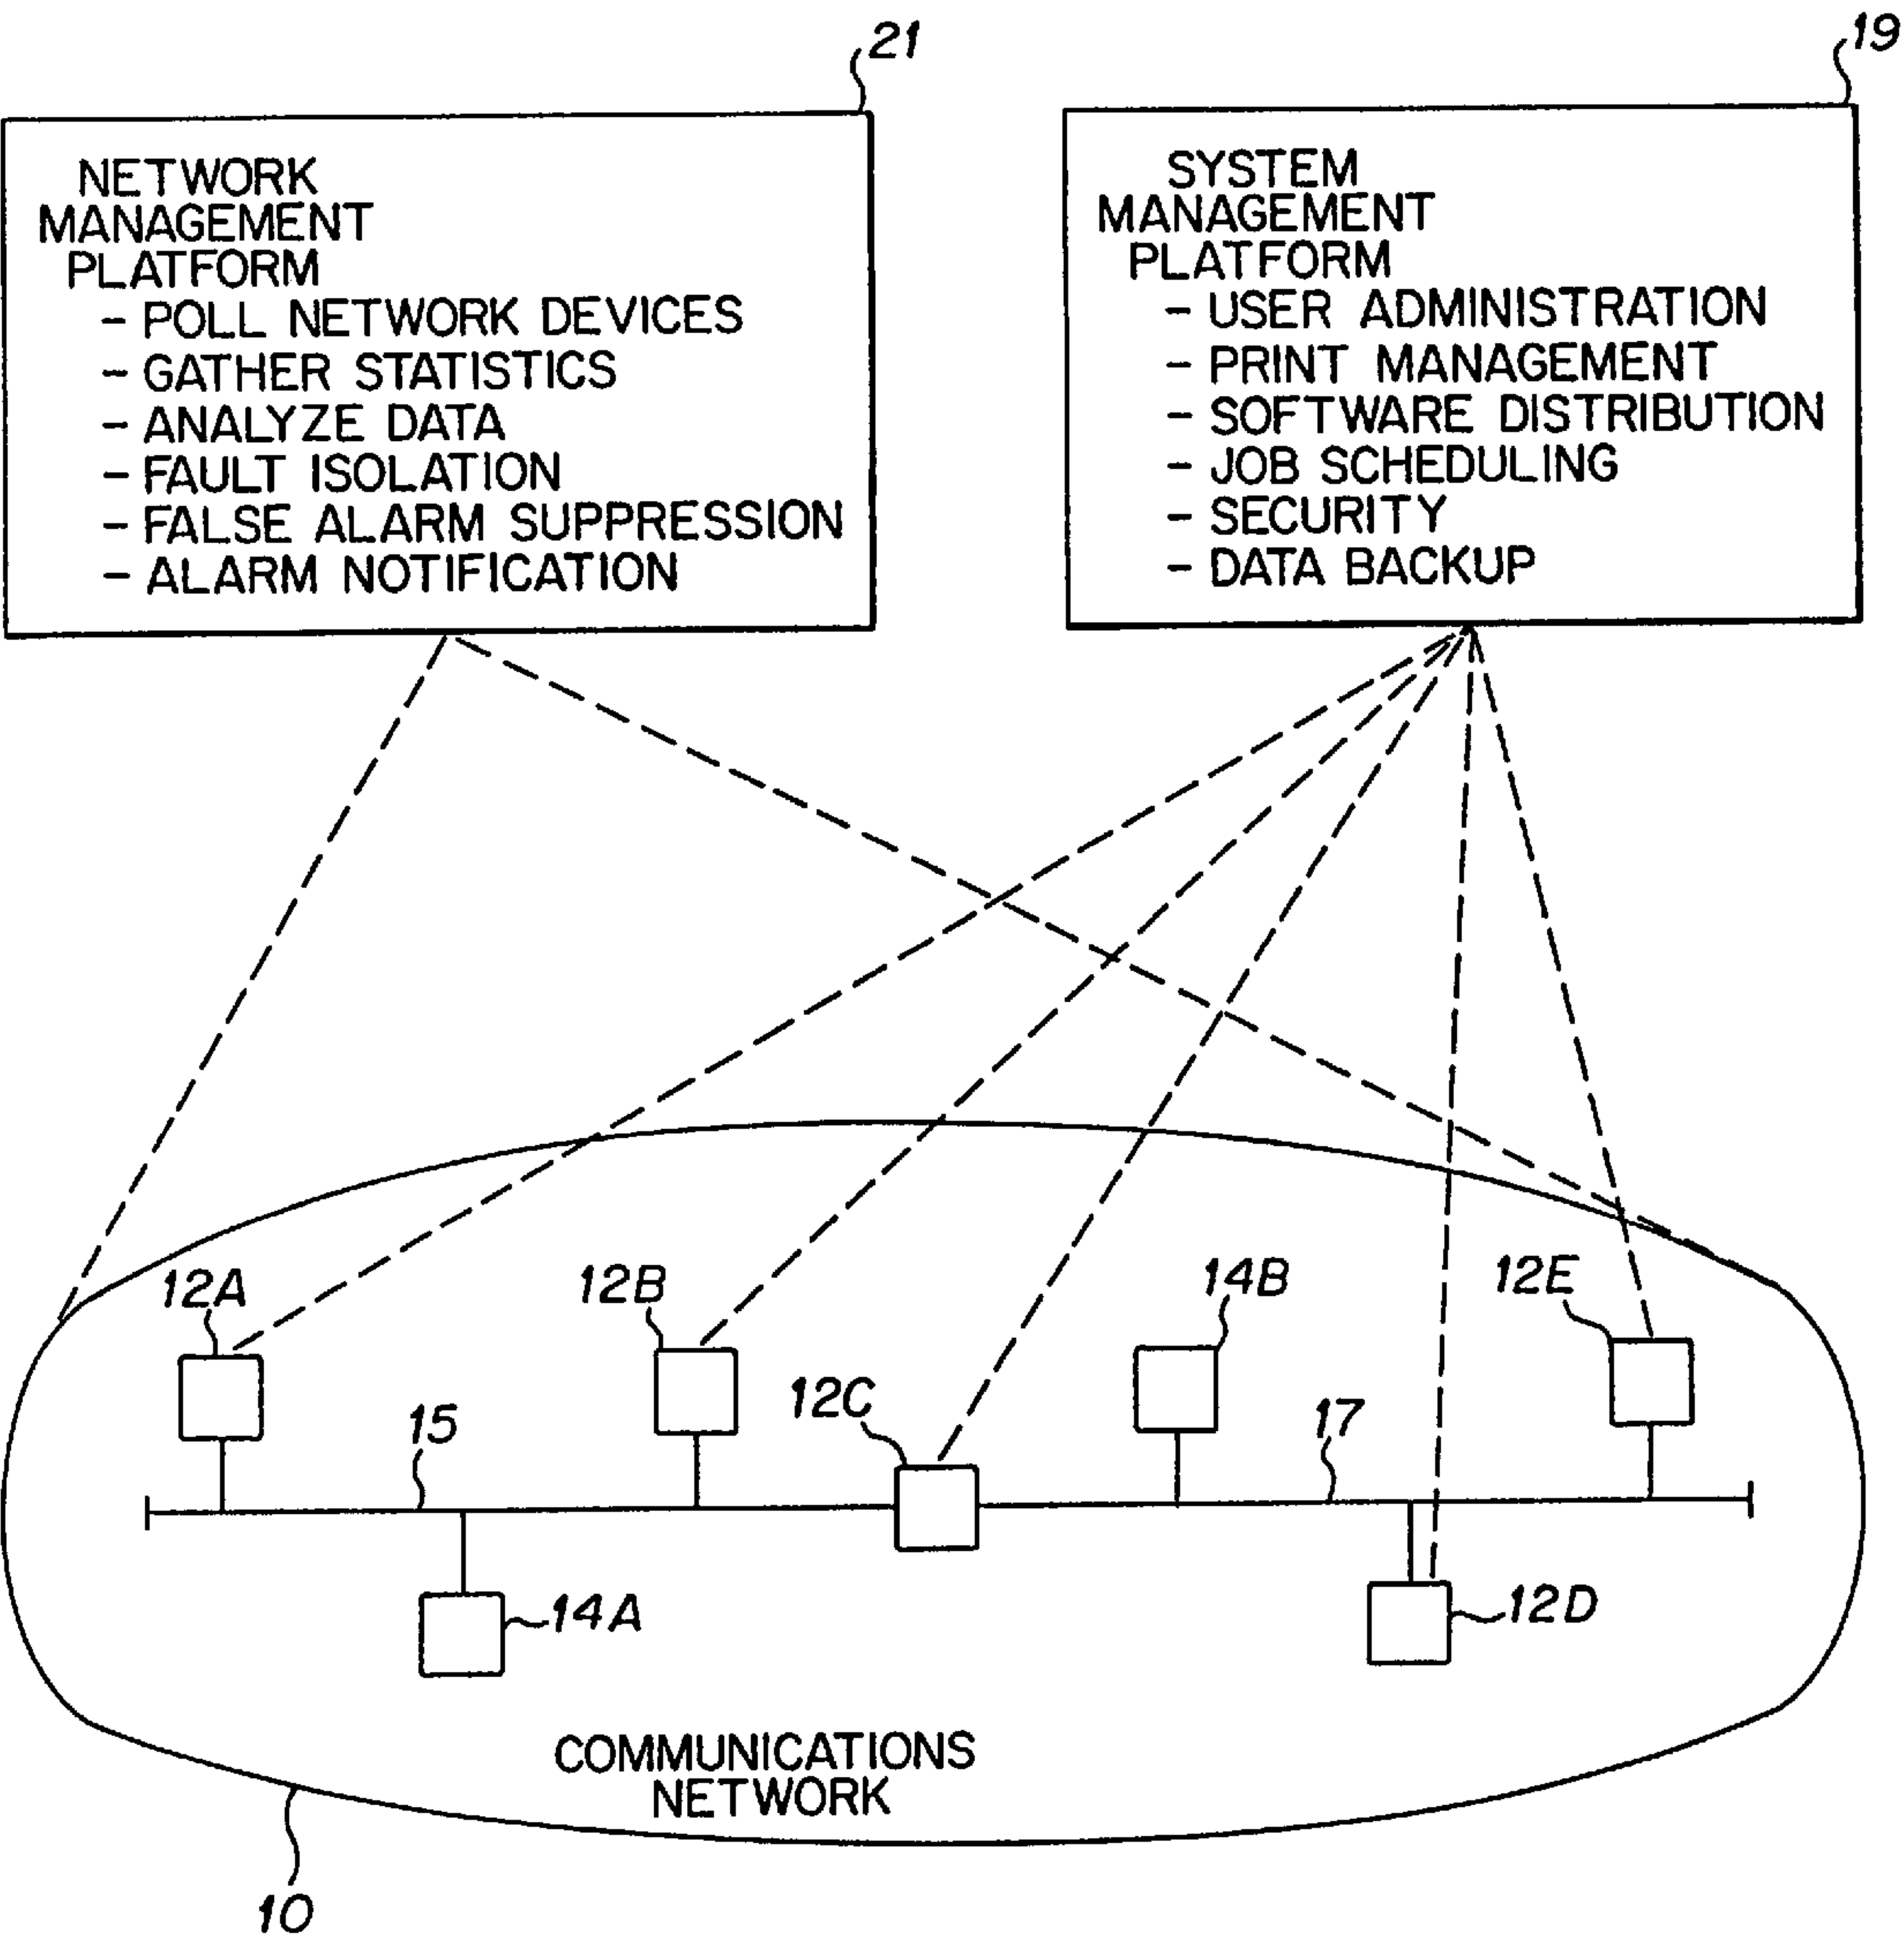 21
19
NETWORK
MANAGEMENT
PLATFORM
- POLL NETWORK DEVICES
- GATHER STATISTICS
- ANALYZE DATA
- FAULT ISOLATION
- FALSE ALARM SUPPRESSION
- ALARM NOTIFICATION
SYSTEM
MANAGEMENT
PLATFORM
- USER ADMINISTRATION
- PRINT MANAGEMENT
- SOFTWARE DISTRIBUTION
- JOB SCHEDULING
- SECURITY
- DATA BACKUP
12A
12B
14B
12E
12C
15
17
14A
12D
COMMUNICATIONS
NETWORK
10